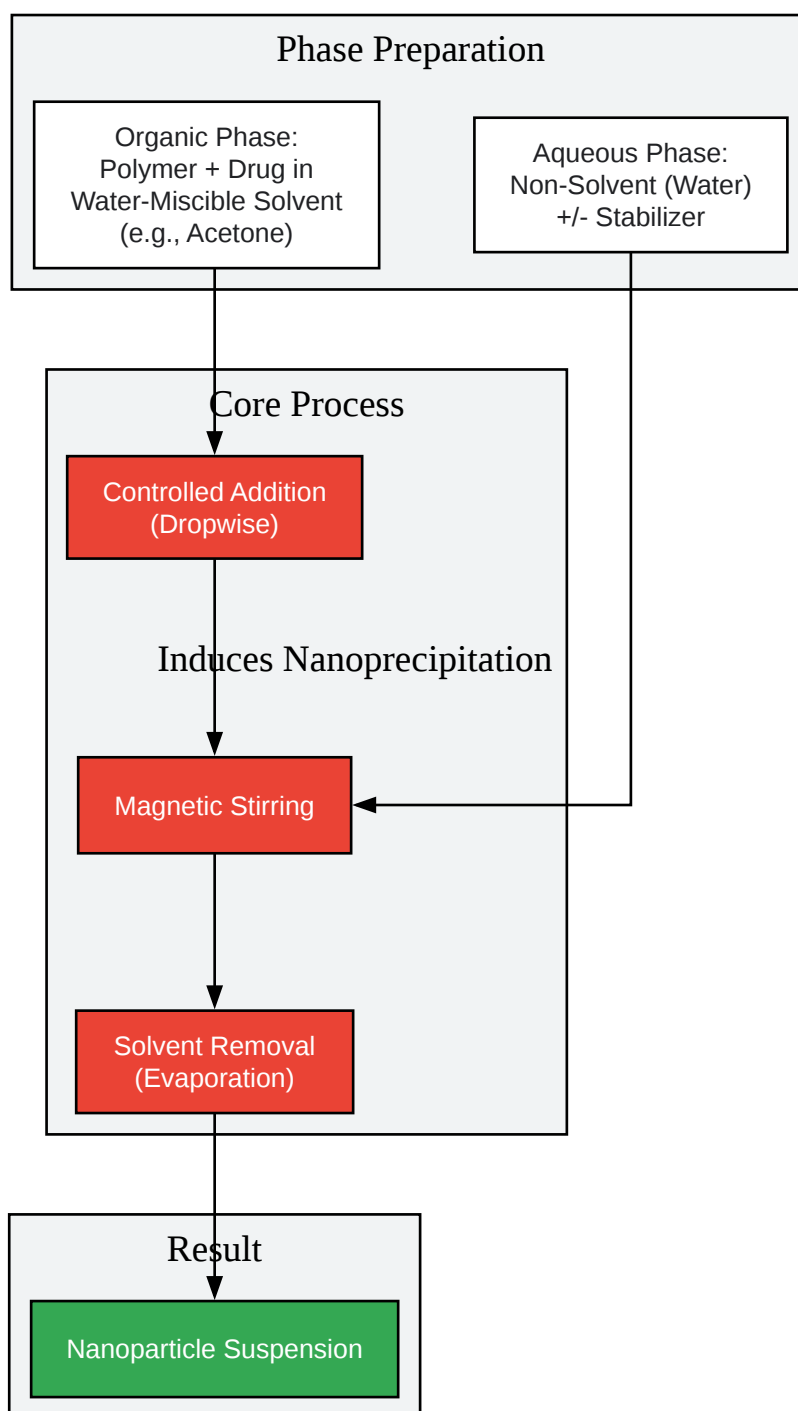 Phase Preparation
Organic Phase:
Polymer + Drug in
Water-Miscible Solvent
(e.g., Acetone)
Aqueous Phase:
Non-Solvent (Water)
+/- Stabilizer
Core Process
Controlled Addition
(Dropwise)
Induces Nanoprecipitation
Magnetic Stirring
Solvent Removal
(Evaporation)
Result
Nanoparticle Suspension